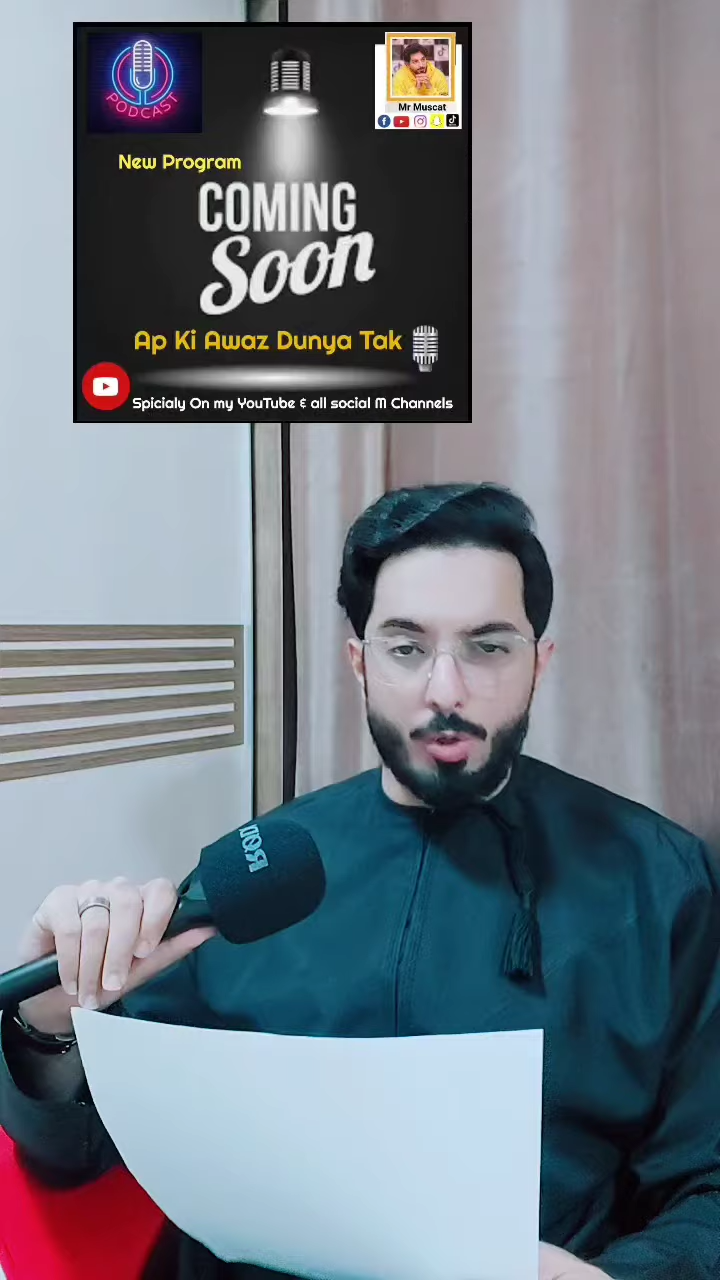 PODCAST
Mr Muscat
New Program
COMING
Soon
Ap Ki Awaz Dunya Tak
Spicialy On my YouTube & all social M Channels